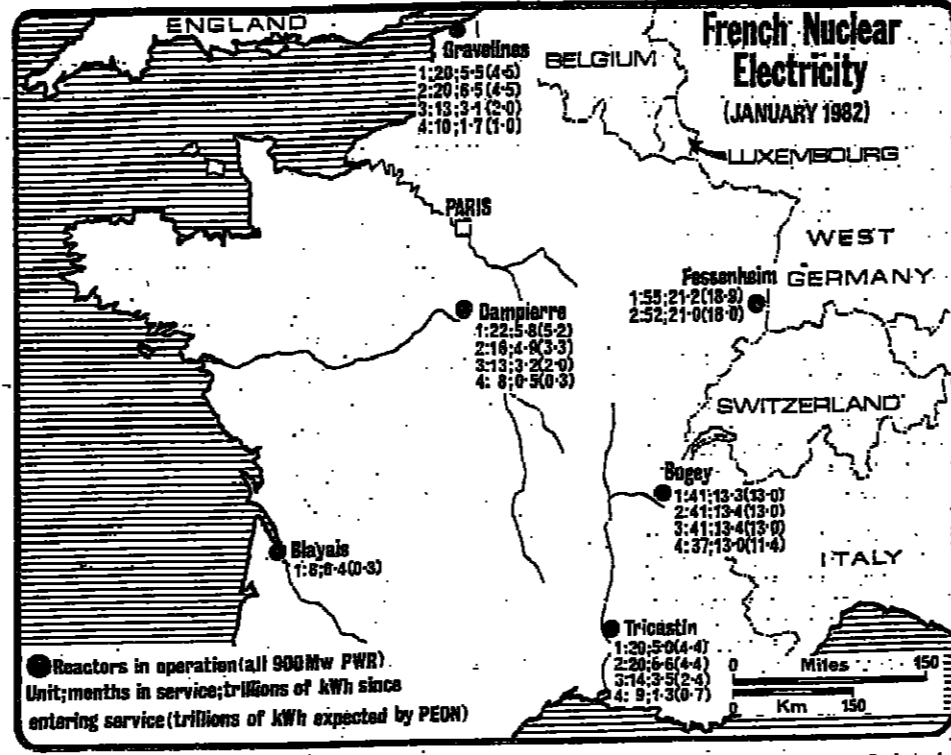 ENGLAND
Gravelines
1:20;5·5(4·5)
2:20;6·5(4·5)
3:13;3·1(2·0)
4:10;1·7(1·0)
BELGIUM
French Nuclear
Electricity
(JANUARY 1982)
LUXEMBOURG
PARIS
WEST
GERMANY
Fessenheim
1:55;21·2(18·9)
2:52;21·0(18·0)
Dampierre
1:22;5·8(5·2)
2:16;4·9(3·3)
3:13;3·2(2·0)
4: 8;0·5(0·3)
SWITZERLAND
Bugey
1:41;13·3(13·0)
2:41;13·4(13·0)
3:41;13·4(13·0)
4:37;13·0(11·4)
ITALY
Blayais
1:8;6·4(0·3)
Tricastin
1:20;5·0(4·4)
2:20;6·6(4·4)
3:14;3·5(2·4)
4: 9;1·3(0·7)
Reactors in operation(all 900Mw PWR)
Unit;months in service;trillions of kWh since
entering service(trillions of kWh expected by PEON)
0 Miles 150
0 Km 150